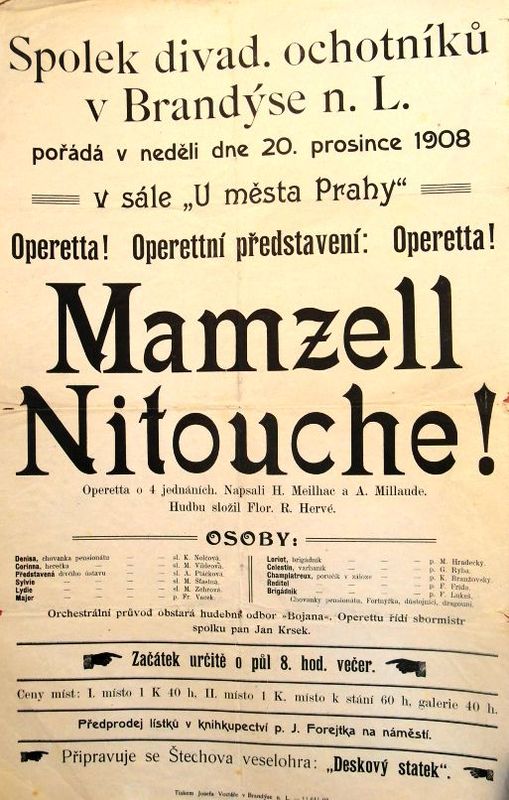 Spolek divad. ochotníků
v Brandýse n. L.
pořádá v neděli dne 20. prosince 1908
v sále „U města Prahy“
Operetta! Operettní představení: Operetta!
Mamzell
Nitouche!
Operetta o 4 jednáních. Napsali H. Meilhac a A. Millaude.
Hudbu složil Flor. R. Hervé.
OSOBY:
Denisa, chovanka pensionátu — — sl. K. Nelčová.
Corinna, herečka — — — sl. M. Vildeová.
Představená dívčího ústavu — — sl. A. Ptáčková.
Sylvie — — — sl. M. Šťastná.
Lydie — — — sl. M. Zehrová.
Major — — — p. Fr. Vacek.
Loriot, brigádník — — — p. M. Hradecký.
Celestin, varhaník — — — p. G. Ryba.
Champlatreux, poručík v záloze — — p. K. Brandžovský.
Ředitel — — — p. F. Frída.
Brigádník — — — p. F. Lukeš.
Chovanky pensionátu, Fortnýřka, důstojníci, dragouni.
Orchestrální průvod obstará hudební odbor »Bojana«. Operettu řídí sbormistr
spolku pan Jan Krsek.
Začátek určitě o půl 8. hod. večer.
Ceny míst: I. místo 1 K 40 h. II. místo 1 K. místo k stání 60 h, galerie 40 h.
Předprodej lístků v knihkupectví p. J. Forejtka na náměstí.
Připravuje se Štechova veselohra: „Deskový statek“.
Tiskem Josefa Voutáře v Brandýse n. L.